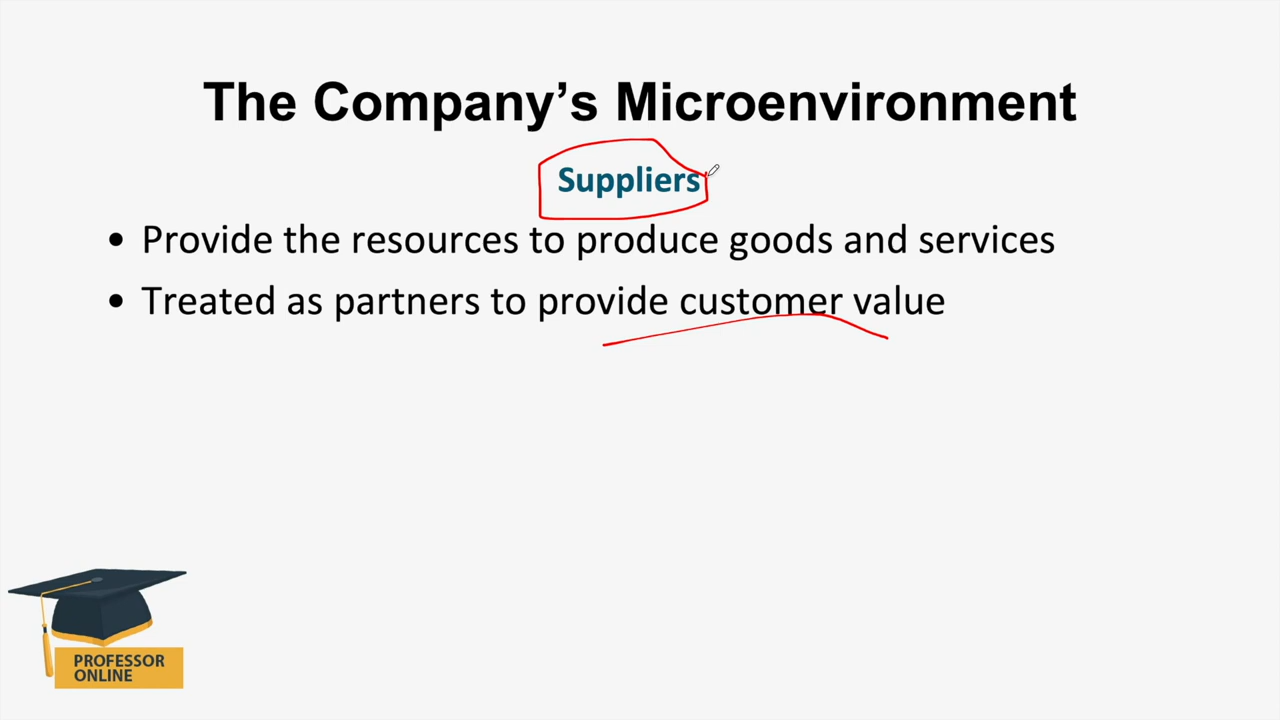 The Company’s Microenvironment
Suppliers
• Provide the resources to produce goods and services
• Treated as partners to provide customer value
PROFESSOR
ONLINE